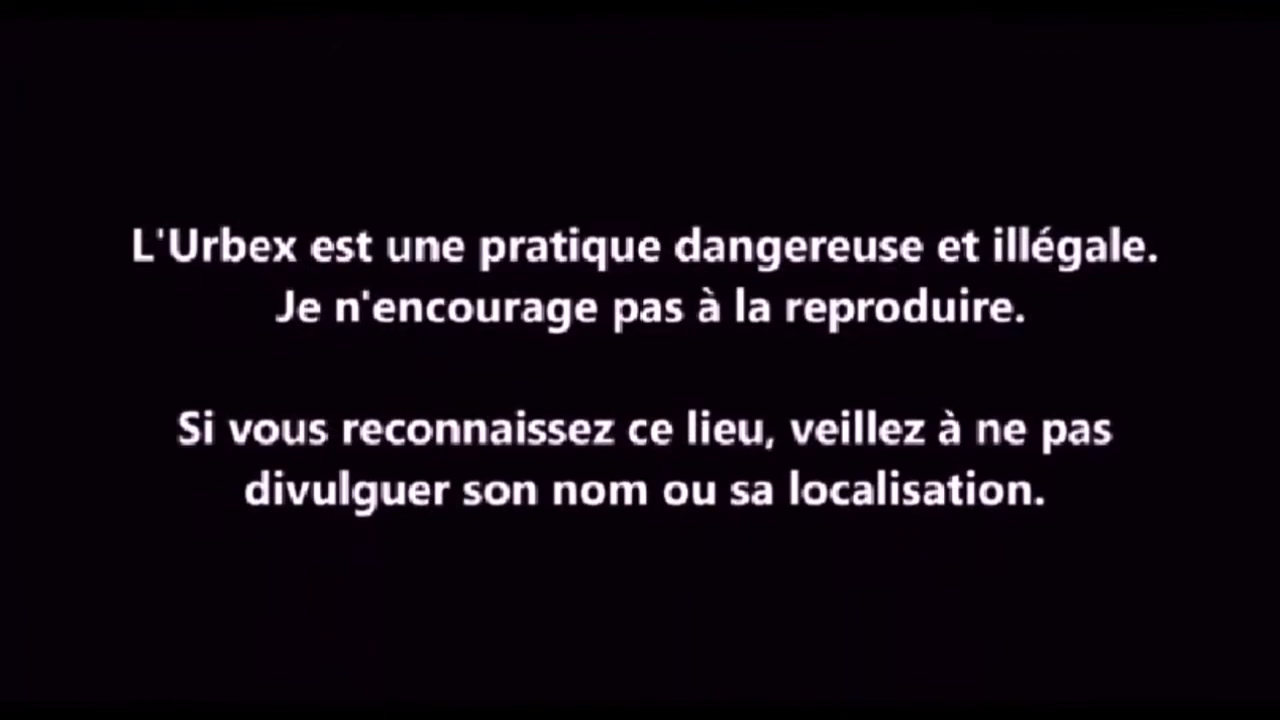 L'Urbex est une pratique dangereuse et illégale.
Je n'encourage pas à la reproduire.
Si vous reconnaissez ce lieu, veillez à ne pas
divulguer son nom ou sa localisation.